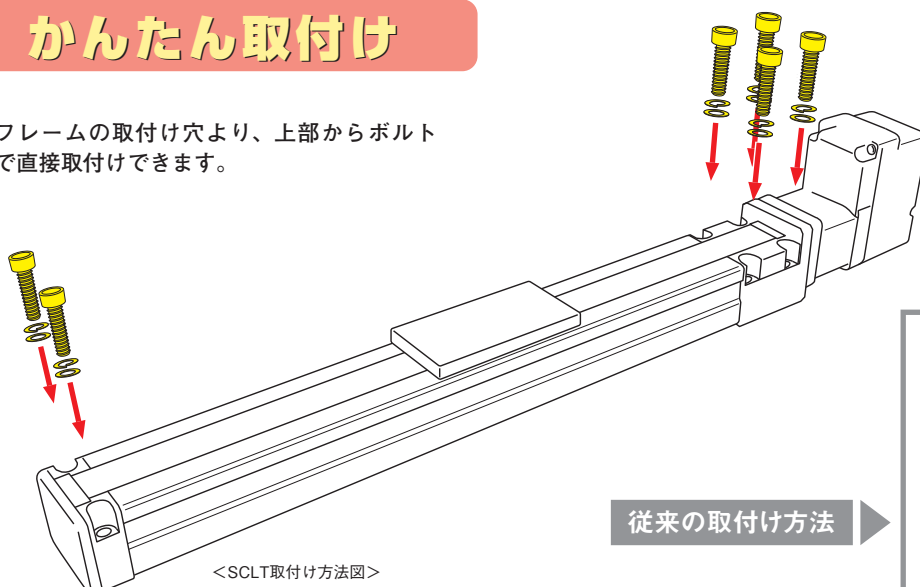 かんたん取付け
フレームの取付け穴より、上部からボルト
で直接取付けできます。
従来の取付け方法
＜SCLT取付け方法図＞